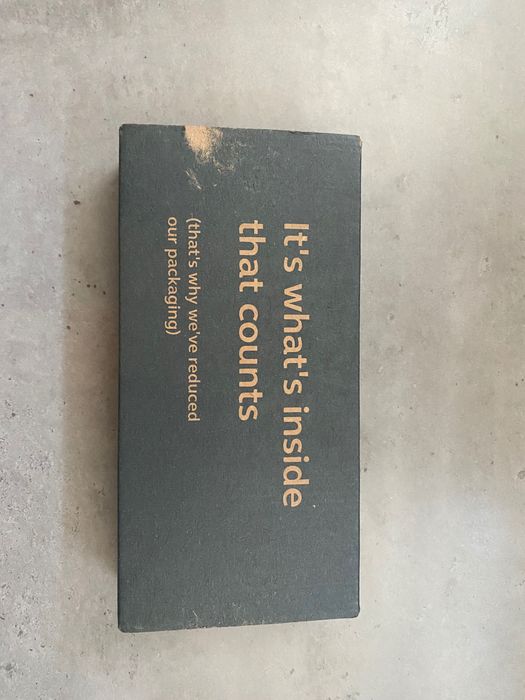 It's what's inside
that counts
(that's why we've reduced
our packaging)